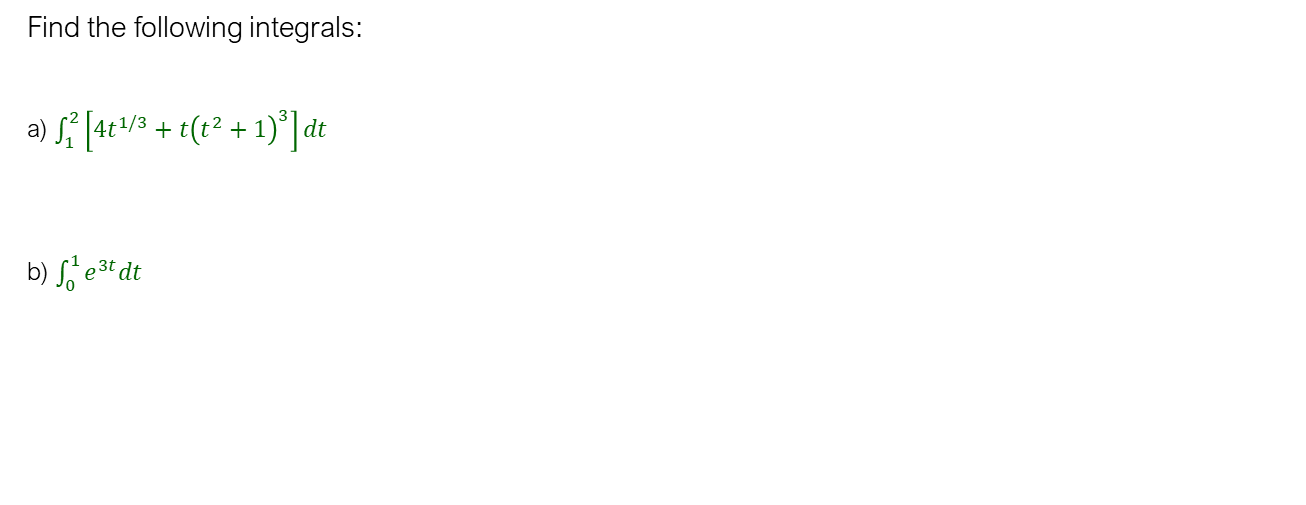 Find the following integrals:
a) ∫₁² [4t^{1/3} + t(t² + 1)³] dt
b) ∫₀¹ e^{3t} dt